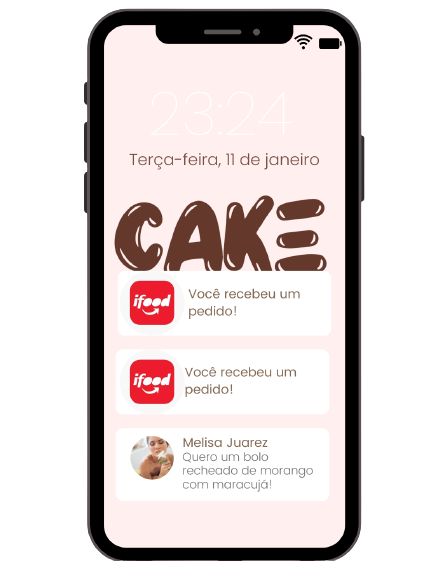 23:24
Terça-feira, 11 de janeiro
CAKE
ifood
Você recebeu um
pedido!
ifood
Você recebeu um
pedido!
Melisa Juarez
Quero um bolo
recheado de morango
com maracujá!